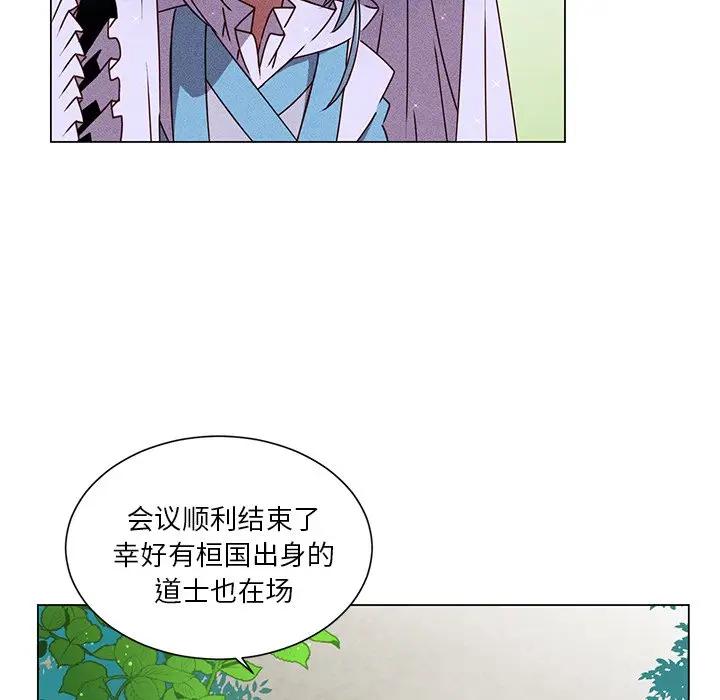 会议顺利结束了
幸好有桓国出身的
道士也在场